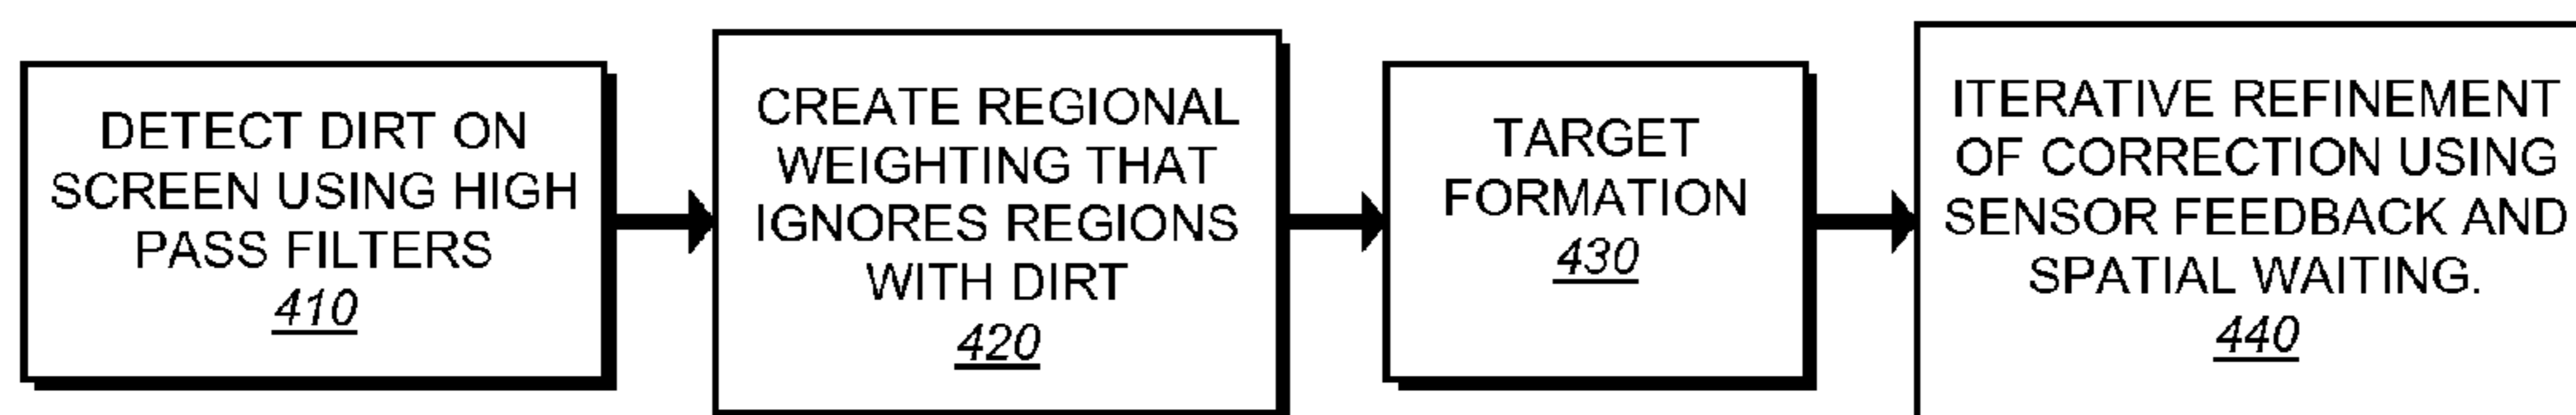 DETECT DIRT ON
SCREEN USING HIGH
PASS FILTERS
410
CREATE REGIONAL
WEIGHTING THAT
IGNORES REGIONS
WITH DIRT
420
TARGET
FORMATION
430
ITERATIVE REFINEMENT
OF CORRECTION USING
SENSOR FEEDBACK AND
SPATIAL WAITING.
440